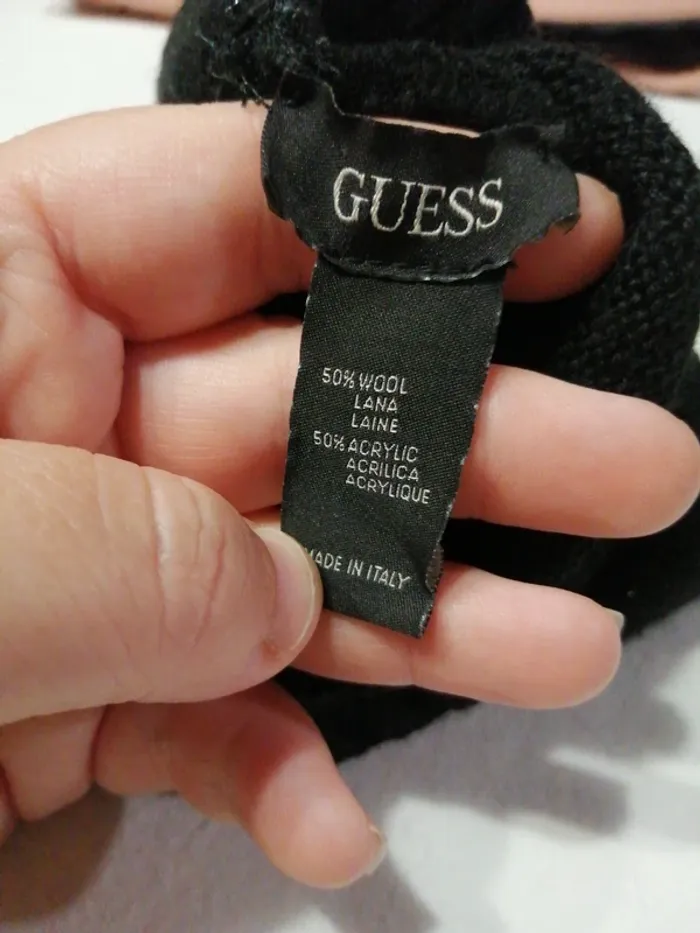 GUESS
50% WOOL
LANA
LAINE
50% ACRYLIC
ACRILICA
ACRYLIQUE
MADE IN ITALY